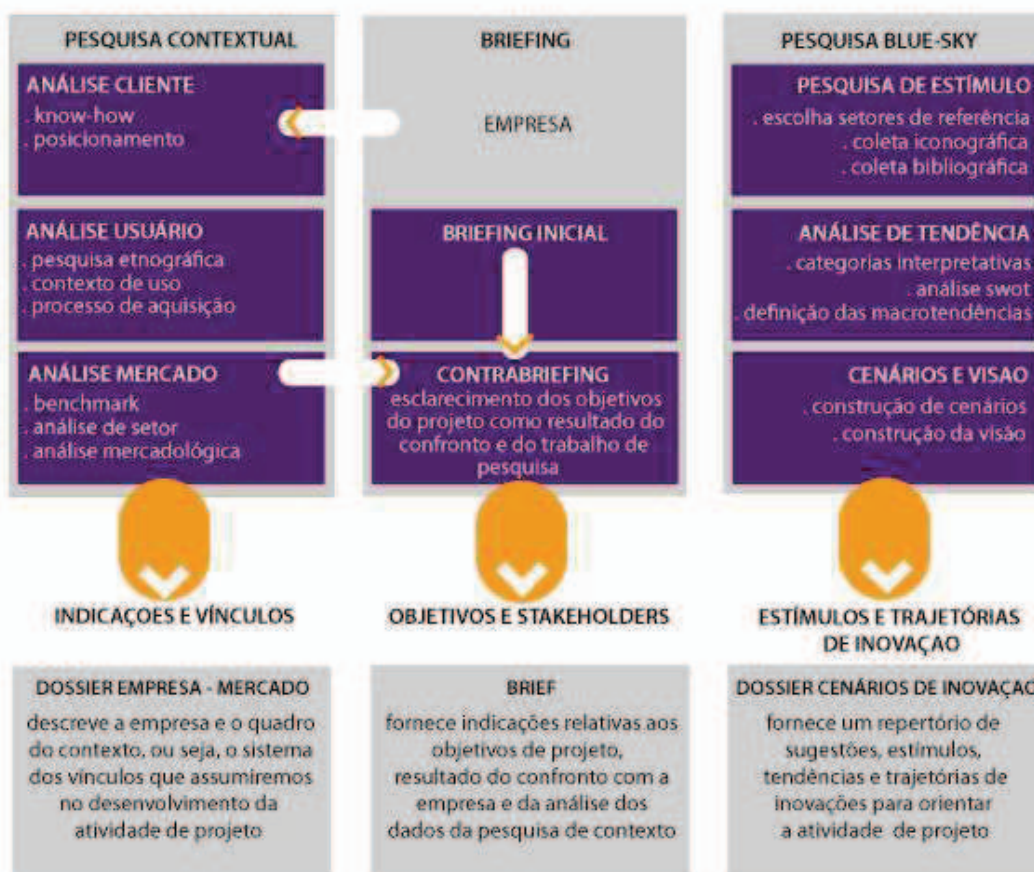 PESQUISA CONTEXTUAL
ANÁLISE CLIENTE
. know-how
. posicionamento
ANÁLISE USUÁRIO
. pesquisa etnográfica
. contexto de uso
. processo de aquisição
ANÁLISE MERCADO
. benchmark
. análise de setor
. análise mercadológica
INDICAÇOES E VÍNCULOS
DOSSIER EMPRESA - MERCADO
descreve a empresa e o quadro
do contexto, ou seja, o sistema
dos vínculos que assumiremos
no desenvolvimento da
atividade de projeto
BRIEFING
EMPRESA
BRIEFING INICIAL
CONTRABRIEFING
esclarecimento dos objetivos
do projeto como resultado do
confronto e do trabalho de
pesquisa
OBJETIVOS E STAKEHOLDERS
BRIEF
fornece indicações relativas aos
objetivos de projeto,
resultado do confronto com a
empresa e da análise dos
dados da pesquisa de contexto
PESQUISA BLUE-SKY
PESQUISA DE ESTÍMULO
. escolha setores de referência
. coleta iconográfica
. coleta bibliográfica
ANÁLISE DE TENDÊNCIA
. categorias interpretativas
. análise swot
. definição das macrotendências
CENÁRIOS E VISAO
. construção de cenários
. construção da visão
ESTÍMULOS E TRAJETÓRIAS
DE INOVAÇAO
DOSSIER CENÁRIOS DE INOVAÇAO
fornece um repertório de
sugestões, estímulos,
tendências e trajetórias de
inovações para orientar
a atividade de projeto